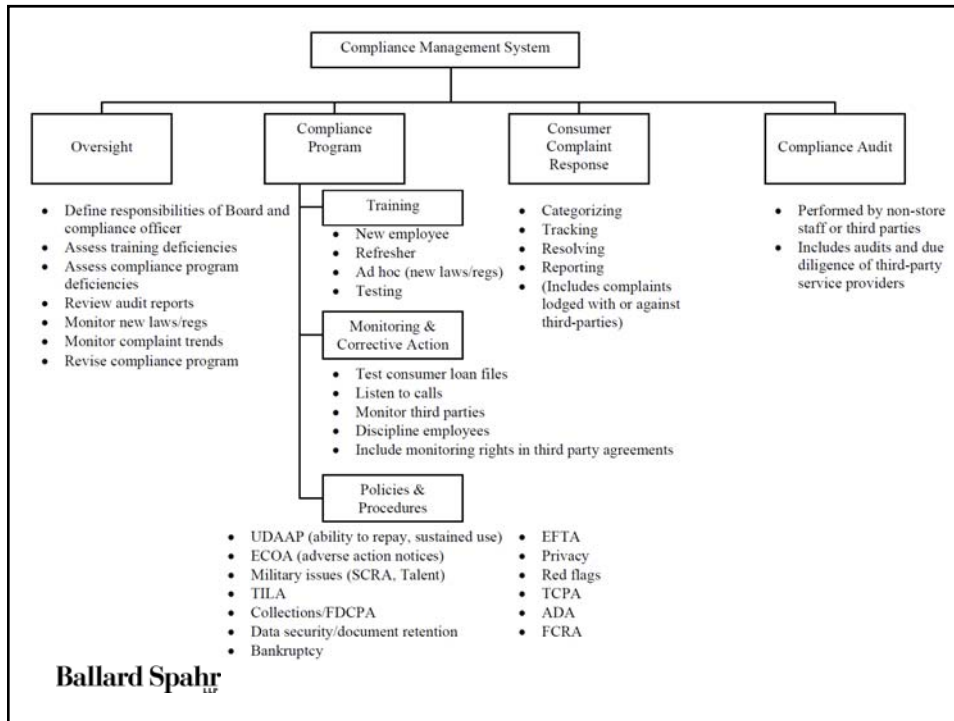 Compliance Management System
Oversight
Compliance
Program
Consumer
Complaint
Response
Compliance Audit
• Define responsibilities of Board and
compliance officer
• Assess training deficiencies
• Assess compliance program
deficiencies
• Review audit reports
• Monitor new laws/regs
• Monitor complaint trends
• Revise compliance program
Training
• New employee
• Refresher
• Ad hoc (new laws/regs)
• Testing
Monitoring &
Corrective Action
• Test consumer loan files
• Listen to calls
• Monitor third parties
• Discipline employees
• Include monitoring rights in third party agreements
Policies &
Procedures
• UDAAP (ability to repay, sustained use)
• ECOA (adverse action notices)
• Military issues (SCRA, Talent)
• TILA
• Collections/FDCPA
• Data security/document retention
• Bankruptcy
• EFTA
• Privacy
• Red flags
• TCPA
• ADA
• FCRA
• Categorizing
• Tracking
• Resolving
• Reporting
• (Includes complaints
lodged with or against
third-parties)
• Performed by non-store
staff or third parties
• Includes audits and due
diligence of third-party
service providers
Ballard Spahr
LLP